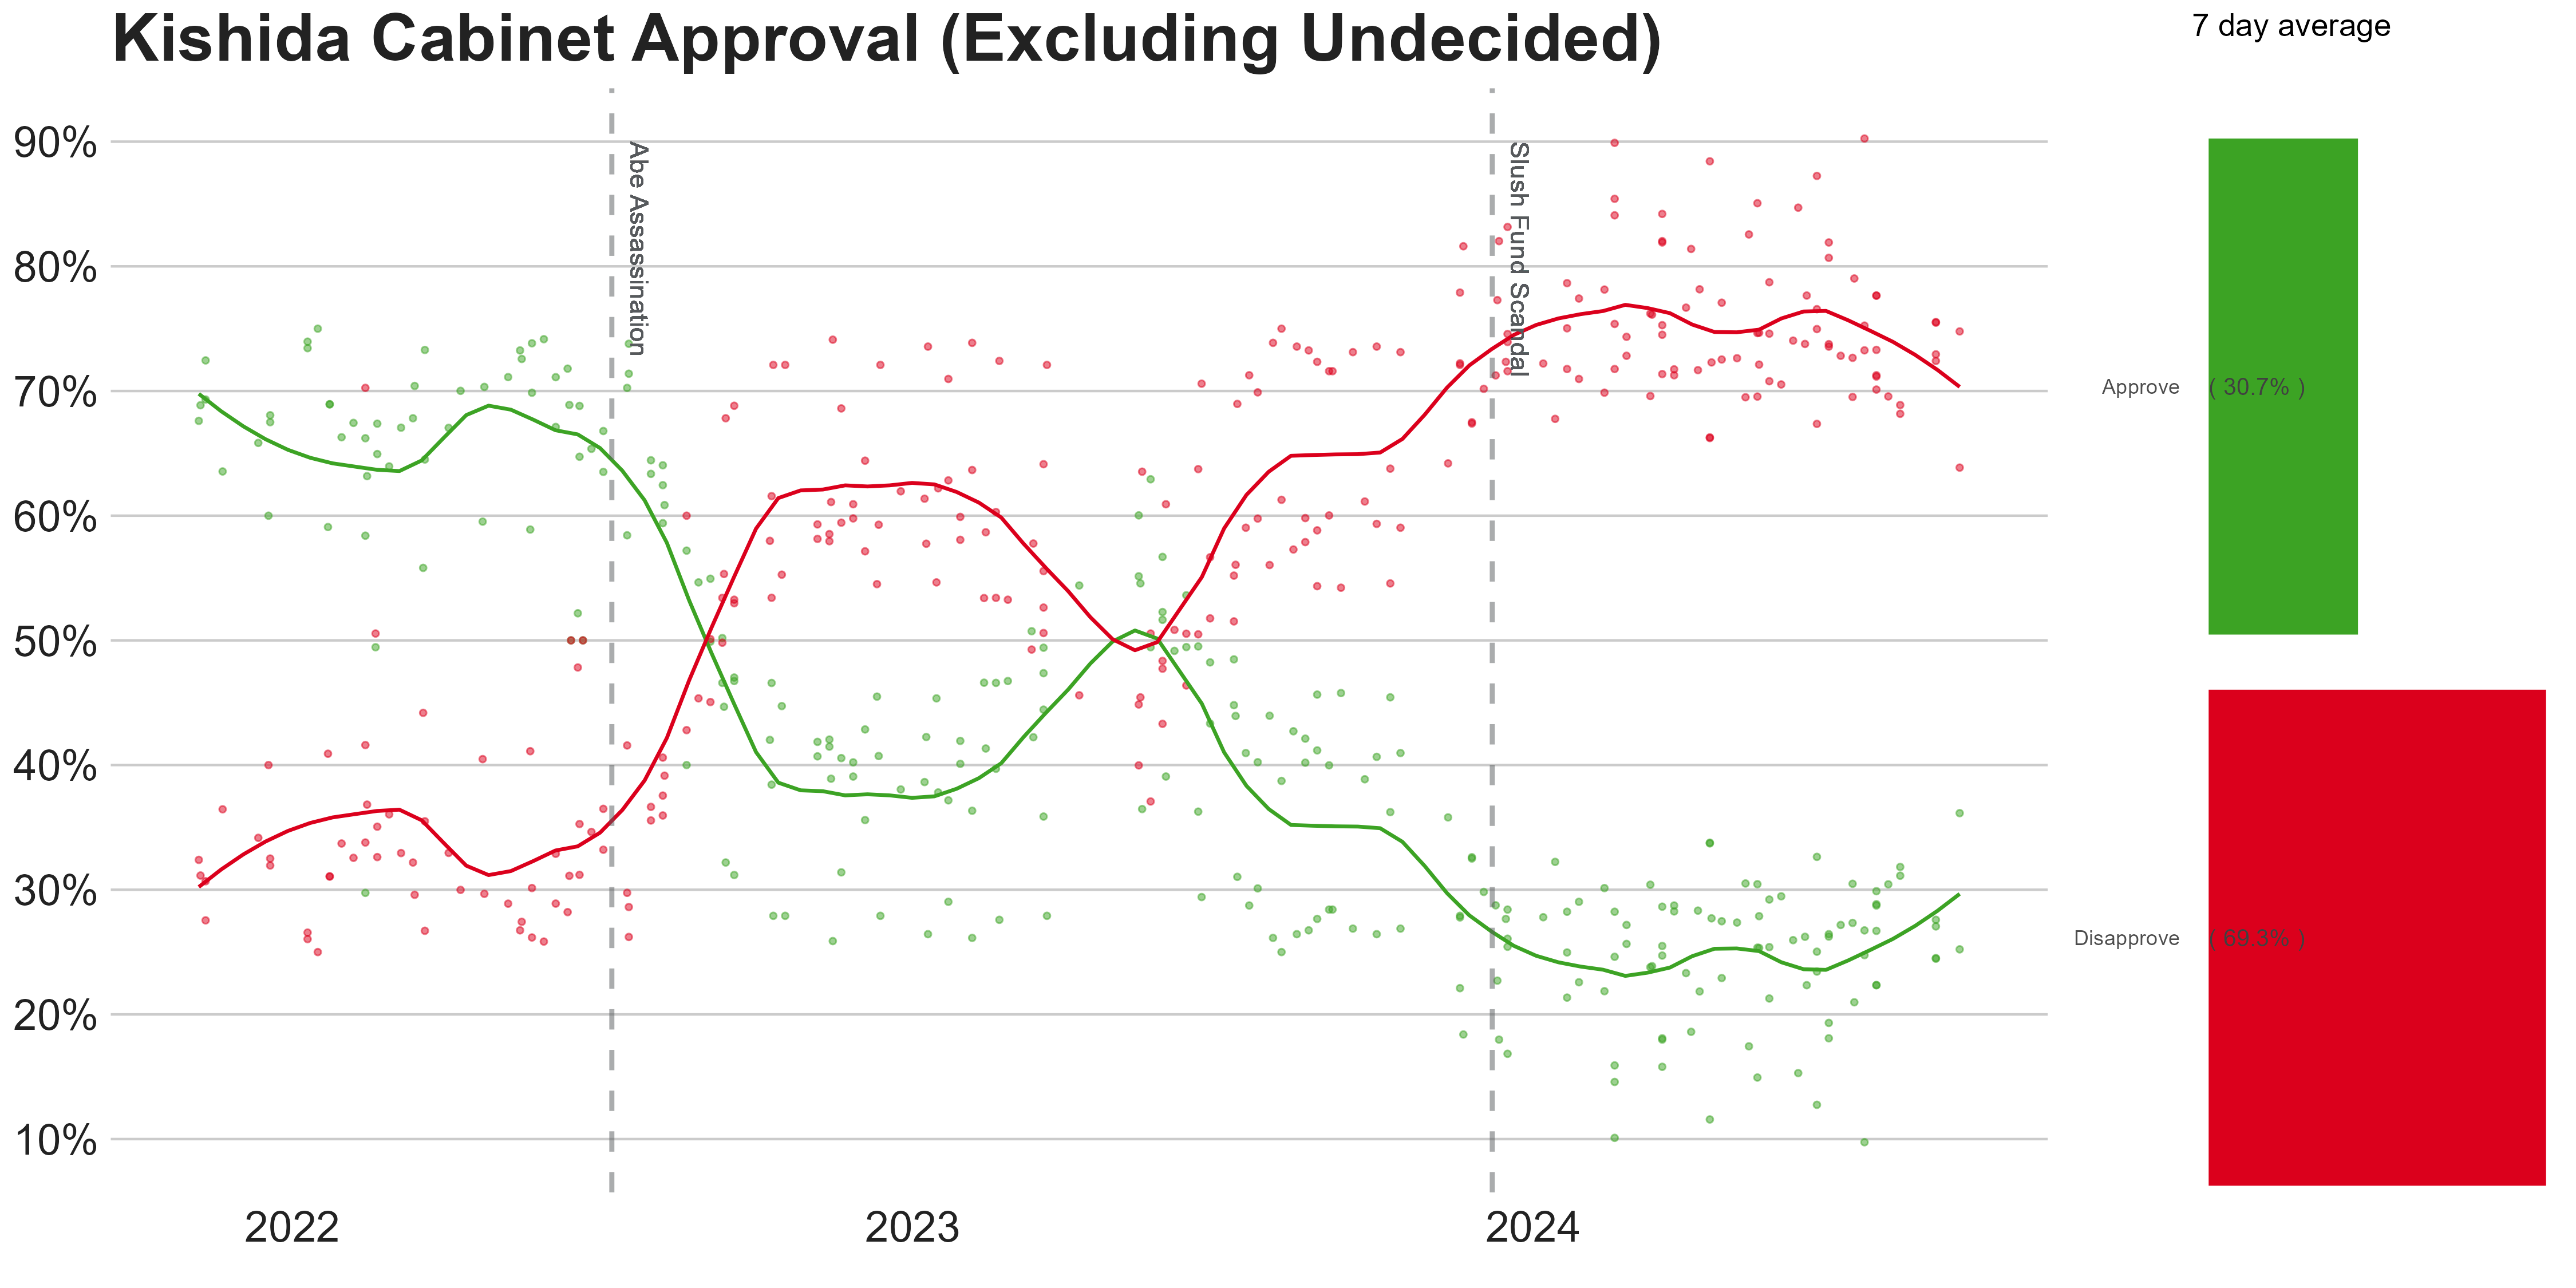 Kishida Cabinet Approval (Excluding Undecided)
7 day average
90%
80%
70%
60%
50%
40%
30%
20%
10%
Abe Assassination
Slush Fund Scandal
2022
2023
2024
Approve ( 30.7% )
Disapprove ( 69.3% )